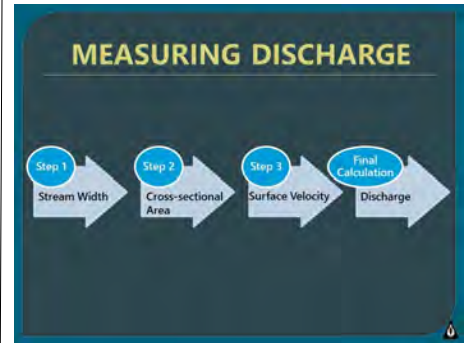 MEASURING DISCHARGE
Step 1
Stream Width
Step 2
Cross-sectional
Area
Step 3
Surface Velocity
Final
Calculation
Discharge